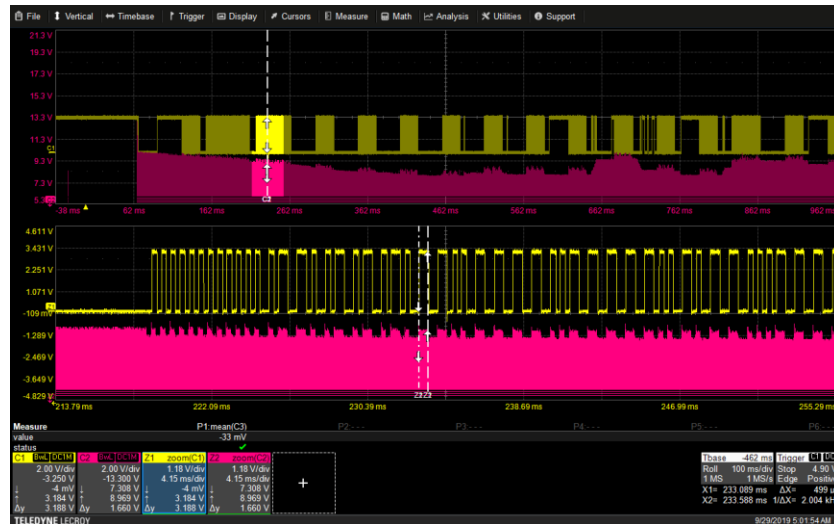 File Vertical Timebase Trigger Display Cursors Measure Math Analysis Utilities Support
21.3 V
19.3 V
17.3 V
15.3 V
13.3 V
11.3 V
C1
9.3 V
7.3 V
-38 ms 62 ms 162 ms 262 ms 362 ms 462 ms 562 ms 662 ms 762 ms 862 ms 962 ms
4.611 V
3.431 V
2.251 V
1.071 V
Z1
-109 mV
-1.289 V
-2.469 V
-3.649 V
-4.829 V
213.79 ms 222.09 ms 230.39 ms 238.69 ms 246.99 ms 255.29 ms
Measure P1:mean(C3) P2:--- P3:--- P4:--- P5:--- P6:---
value -33 mV
status
C1 BwL DC1M C2 BwL DC1M Z1 zoom(C1) Z2 zoom(C2)
2.00 V/div 2.00 V/div 1.18 V/div 1.18 V/div
-3.250 V -13.300 V 4.15 ms/div 4.15 ms/div
-4 mV 7.308 V -4 mV 7.308 V
3.184 V 8.969 V 3.184 V 8.969 V
Δy 3.188 V Δy 1.660 V Δy 3.188 V Δy 1.660 V
+
Tbase -462 ms Trigger C1 DC
Roll 100 ms/div Stop 4.90 V
1 MS 1 MS/s Edge Positive
X1= 233.089 ms ΔX= 499 µs
X2= 233.588 ms 1/ΔX= 2.004 kHz
TELEDYNE LECROY 9/29/2019 5:01:54 AM